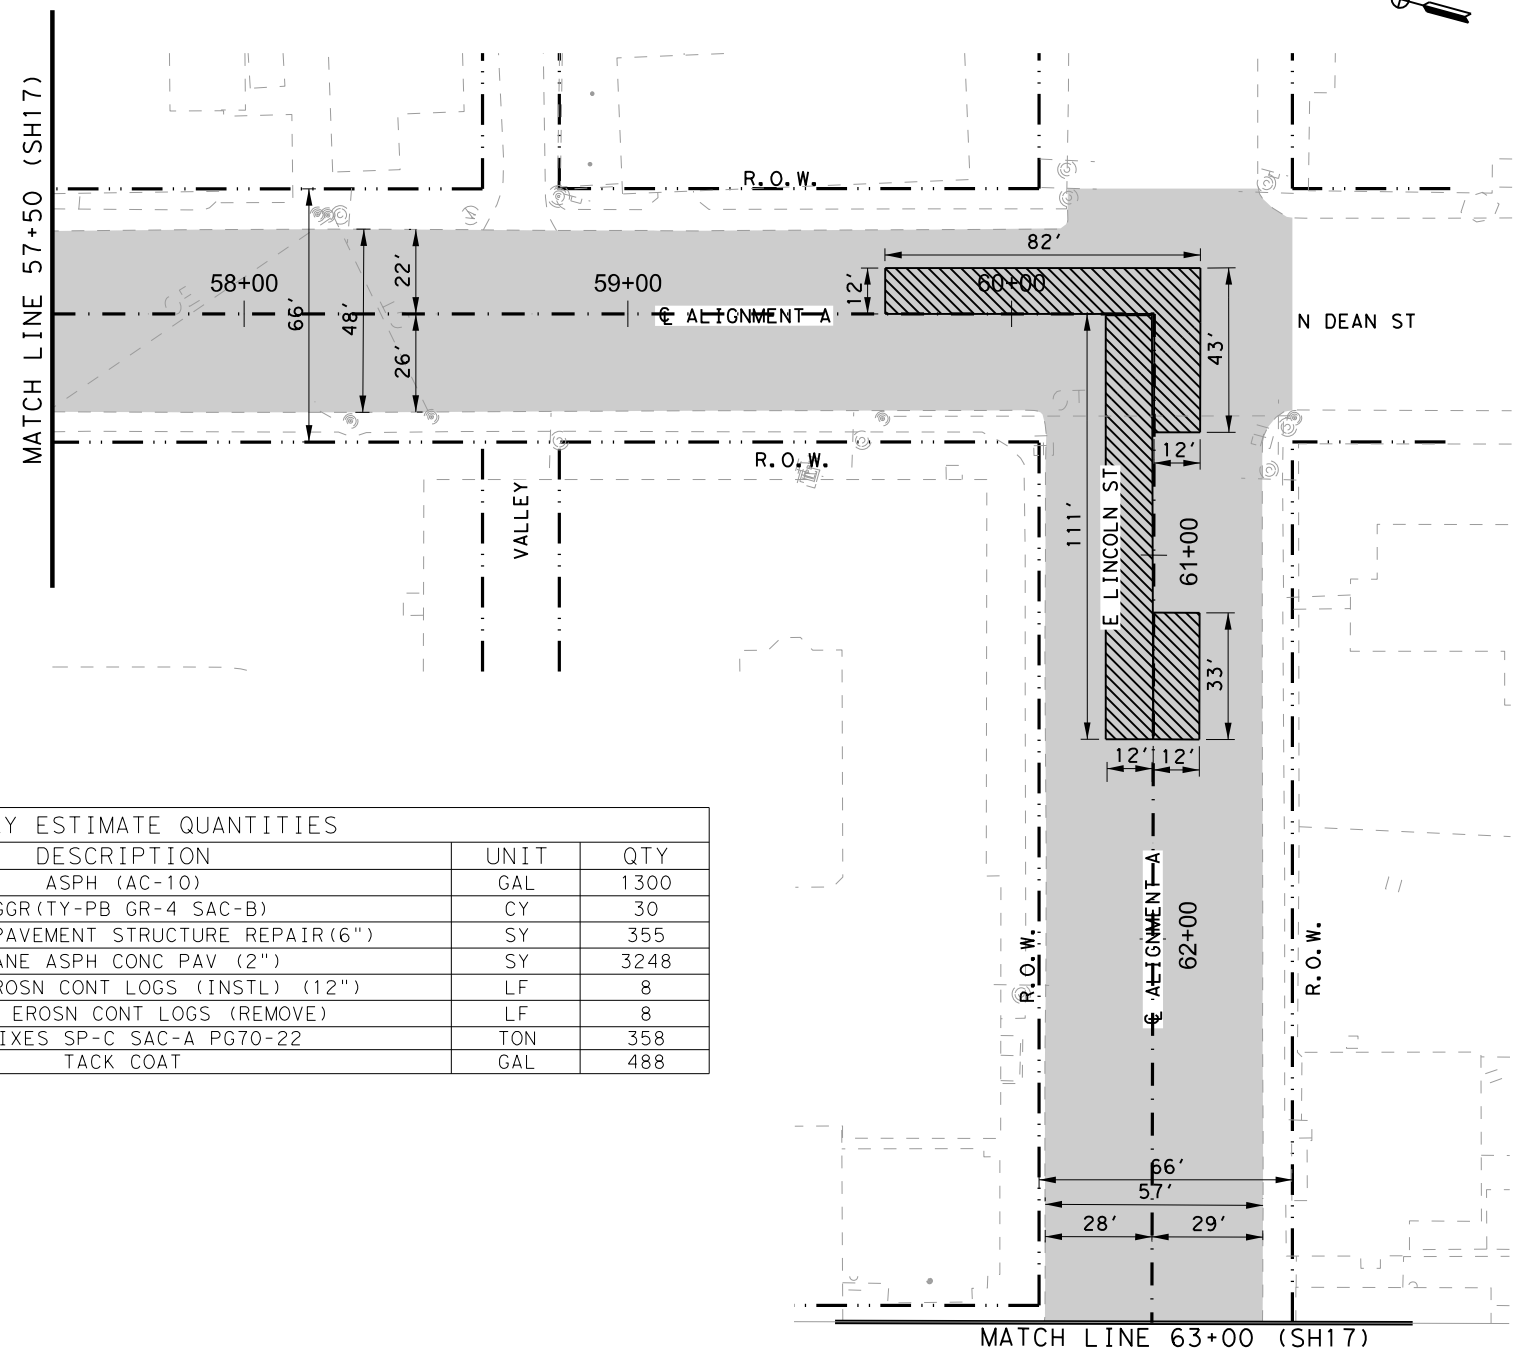 MATCH LINE 57+50 (SH17)
R.O.W.
58+00
59+00
60+00
66'
48'
22'
26'
℄ ALIGNMENT A
82'
12'
43'
N DEAN ST
12'
R.O.W.
VALLEY
111'
E LINCOLN ST
61+00
33'
12'
12'
Y ESTIMATE QUANTITIES
DESCRIPTION UNIT QTY
ASPH (AC-10) GAL 1300
GGR(TY-PB GR-4 SAC-B) CY 30
PAVEMENT STRUCTURE REPAIR(6") SY 355
ANE ASPH CONC PAV (2") SY 3248
ROSN CONT LOGS (INSTL) (12") LF 8
EROSN CONT LOGS (REMOVE) LF 8
IXES SP-C SAC-A PG70-22 TON 358
TACK COAT GAL 488
℄ ALIGNMENT A
62+00
R.O.W.
R.O.W.
66'
57'
28'
29'
MATCH LINE 63+00 (SH17)